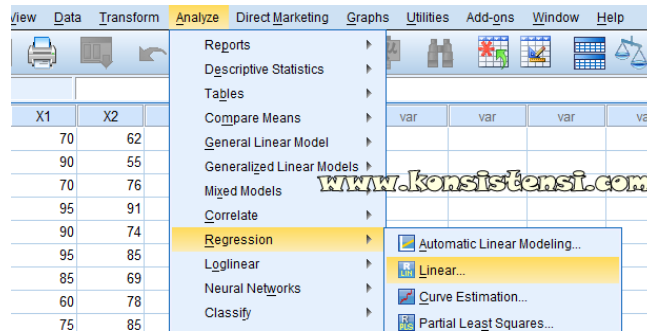 View Data Transform Analyze Direct Marketing Graphs Utilities Add-ons Window Help
Reports
Descriptive Statistics
Tables
X1 X2 Compare Means var var var va
70 62 General Linear Model
90 55 Generalized Linear Models
70 76 Mixed Models www.konsistensi.com
95 91 Correlate
90 74 Regression Automatic Linear Modeling...
95 85 Loglinear Linear...
85 69 Neural Networks Curve Estimation...
60 78 Classify Partial Least Squares...
75 85